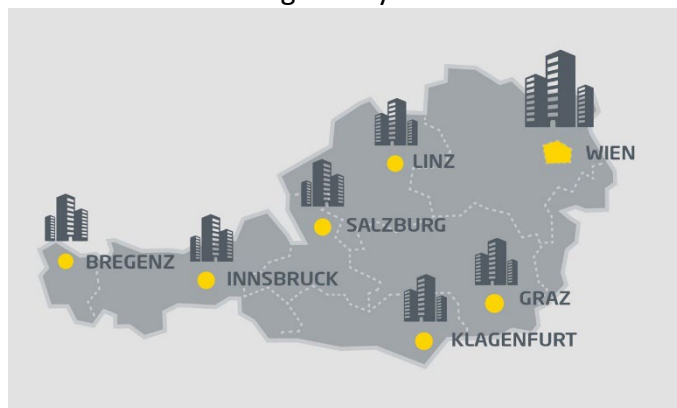 LINZ
WIEN
SALZBURG
BREGENZ
INNSBRUCK
GRAZ
KLAGENFURT